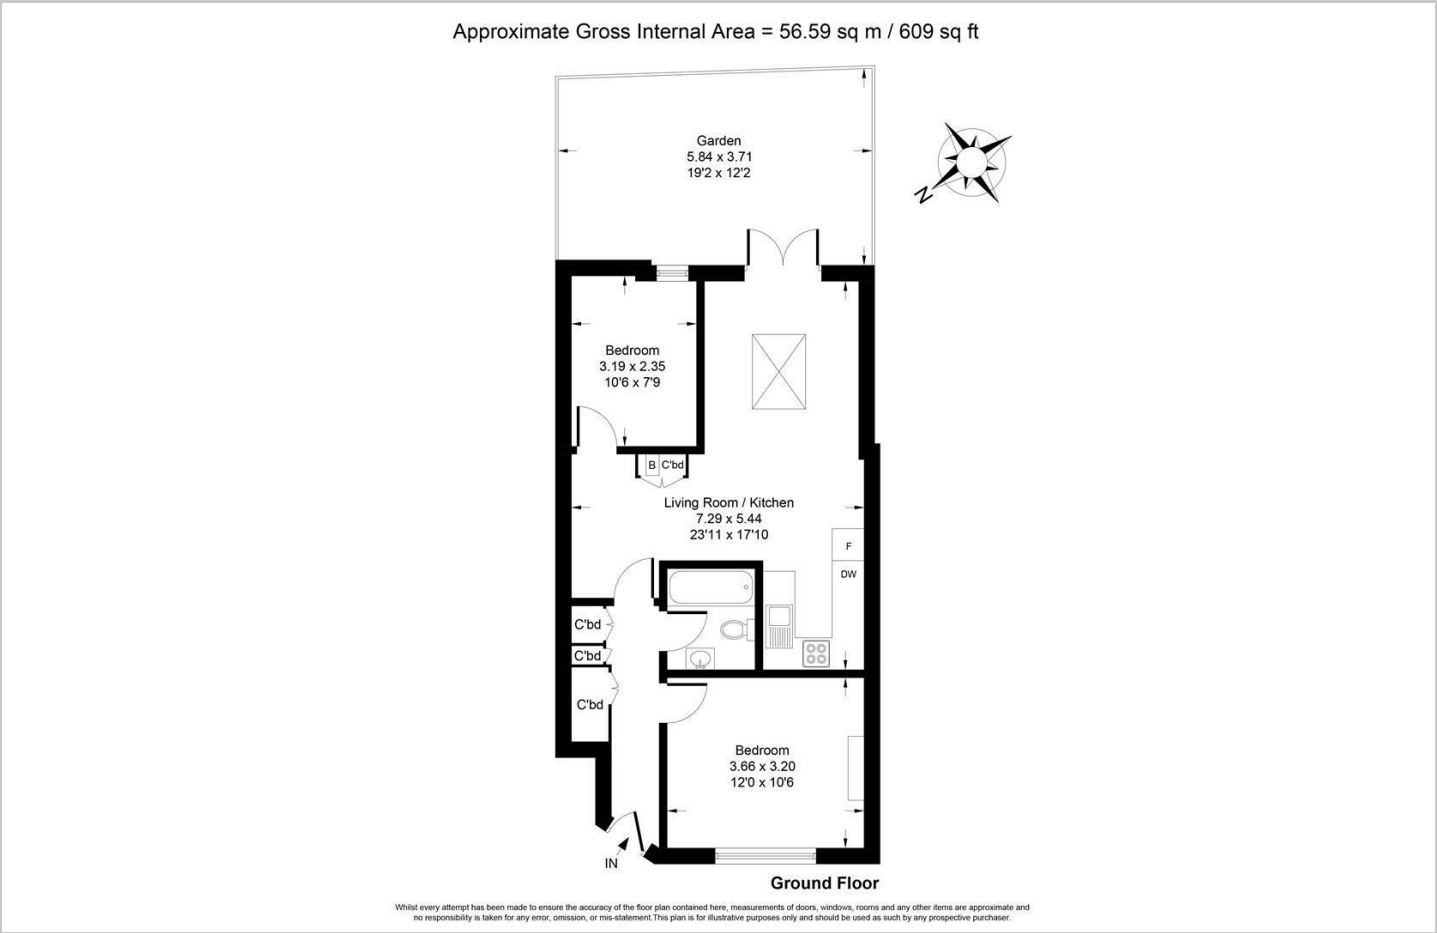 Approximate Gross Internal Area = 56.59 sq m / 609 sq ft
Garden
5.84 x 3.71
19'2 x 12'2
N
Bedroom
3.19 x 2.35
10'6 x 7'9
B C'bd
Living Room / Kitchen
7.29 x 5.44
23'11 x 17'10
F
DW
C'bd
C'bd
C'bd
Bedroom
3.66 x 3.20
12'0 x 10'6
IN
Ground Floor
Whilst every attempt has been made to ensure the accuracy of the floor plan contained here, measurements of doors, windows, rooms and any other items are approximate and
no responsibility is taken for any error, omission, or mis-statement.This plan is for illustrative purposes only and should be used as such by any prospective purchaser.